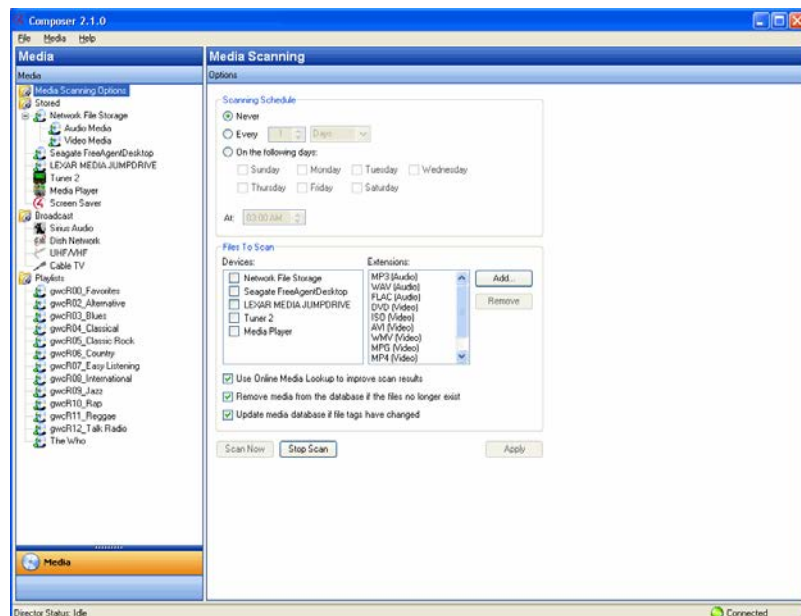 Composer 2.1.0
File Media Help
Media
Media
Media Scanning Options
Stored
Network File Storage
Audio Media
Video Media
Seagate FreeAgentDesktop
LEXAR MEDIA JUMPDRIVE
Tuner 2
Media Player
Screen Saver
Broadcast
Sirius Audio
Dish Network
UHF/VHF
Cable TV
Playlists
gwcR00_Favorites
gwcR02_Alternative
gwcR03_Blues
gwcR04_Classical
gwcR05_Classic Rock
gwcR06_Country
gwcR07_Easy Listening
gwcR08_International
gwcR09_Jazz
gwcR10_Rap
gwcR11_Reggae
gwcR12_Talk Radio
The Who
Media
Media Scanning
Options
Scanning Schedule
Never
Every 1 Days
On the following days:
Sunday Monday Tuesday Wednesday
Thursday Friday Saturday
At: 03:00 AM
Files To Scan
Devices:
Network File Storage
Seagate FreeAgentDesktop
LEXAR MEDIA JUMPDRIVE
Tuner 2
Media Player
Extensions:
MP3 (Audio)
WAV (Audio)
FLAC (Audio)
DVD (Video)
ISO (Video)
AVI (Video)
WMV (Video)
MPG (Video)
MP4 (Video)
Add...
Remove
Use Online Media Lookup to improve scan results
Remove media from the database if the files no longer exist
Update media database if file tags have changed
Scan Now Stop Scan Apply
Director Status: Idle Connected